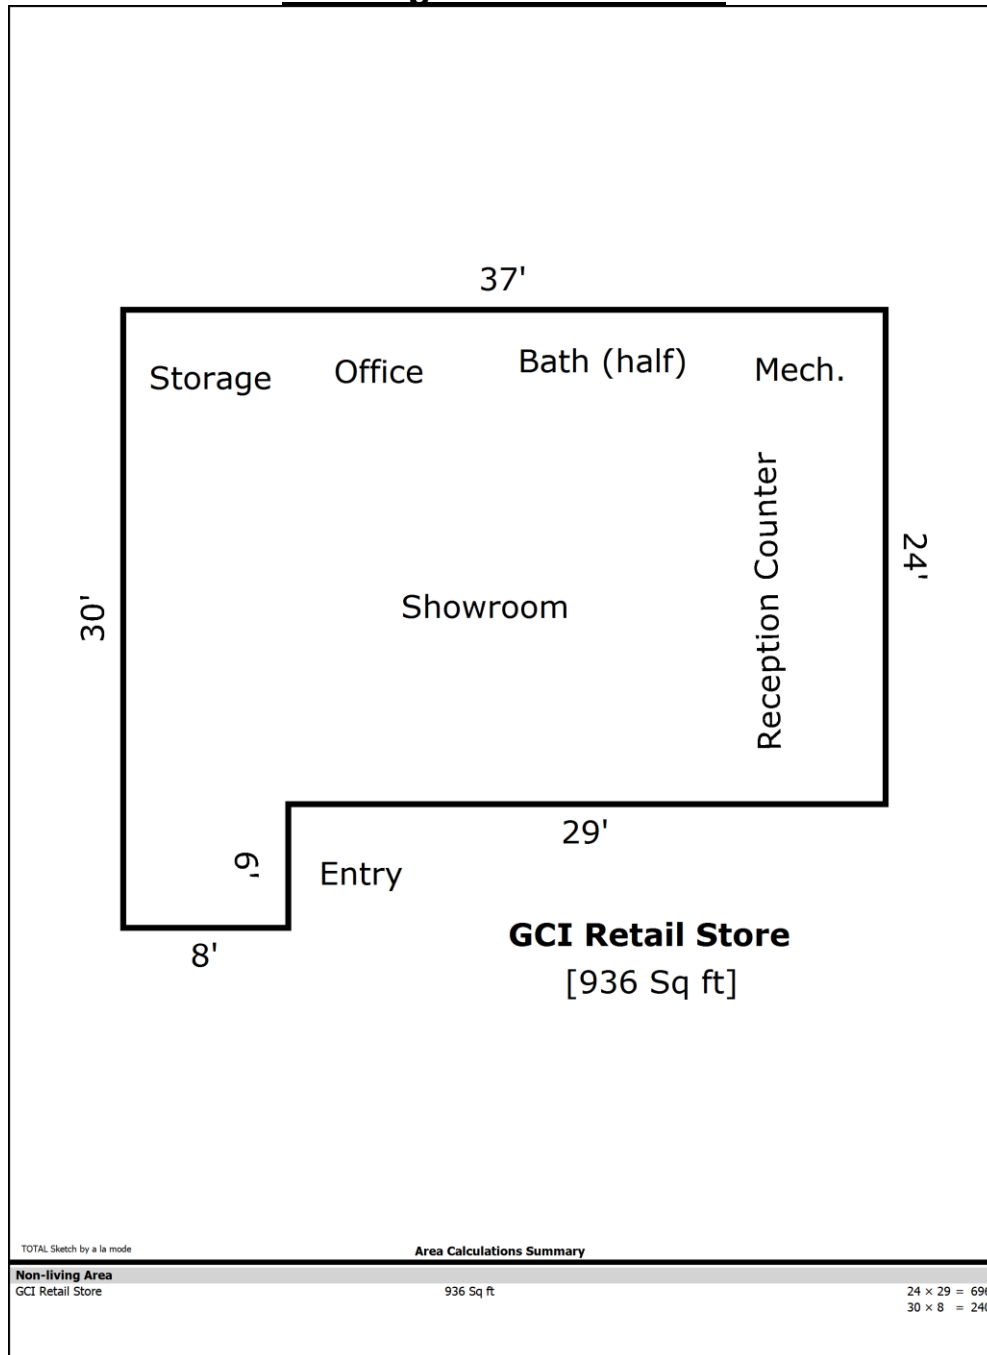 37'
Storage Office Bath (half) Mech.
Reception Counter
24'
30'
Showroom
29'
6'
Entry
8'
GCI Retail Store
[936 Sq ft]
TOTAL Sketch by a la mode
Area Calculations Summary
Non-living Area
GCI Retail Store 936 Sq ft 24 × 29 = 696
30 × 8 = 240